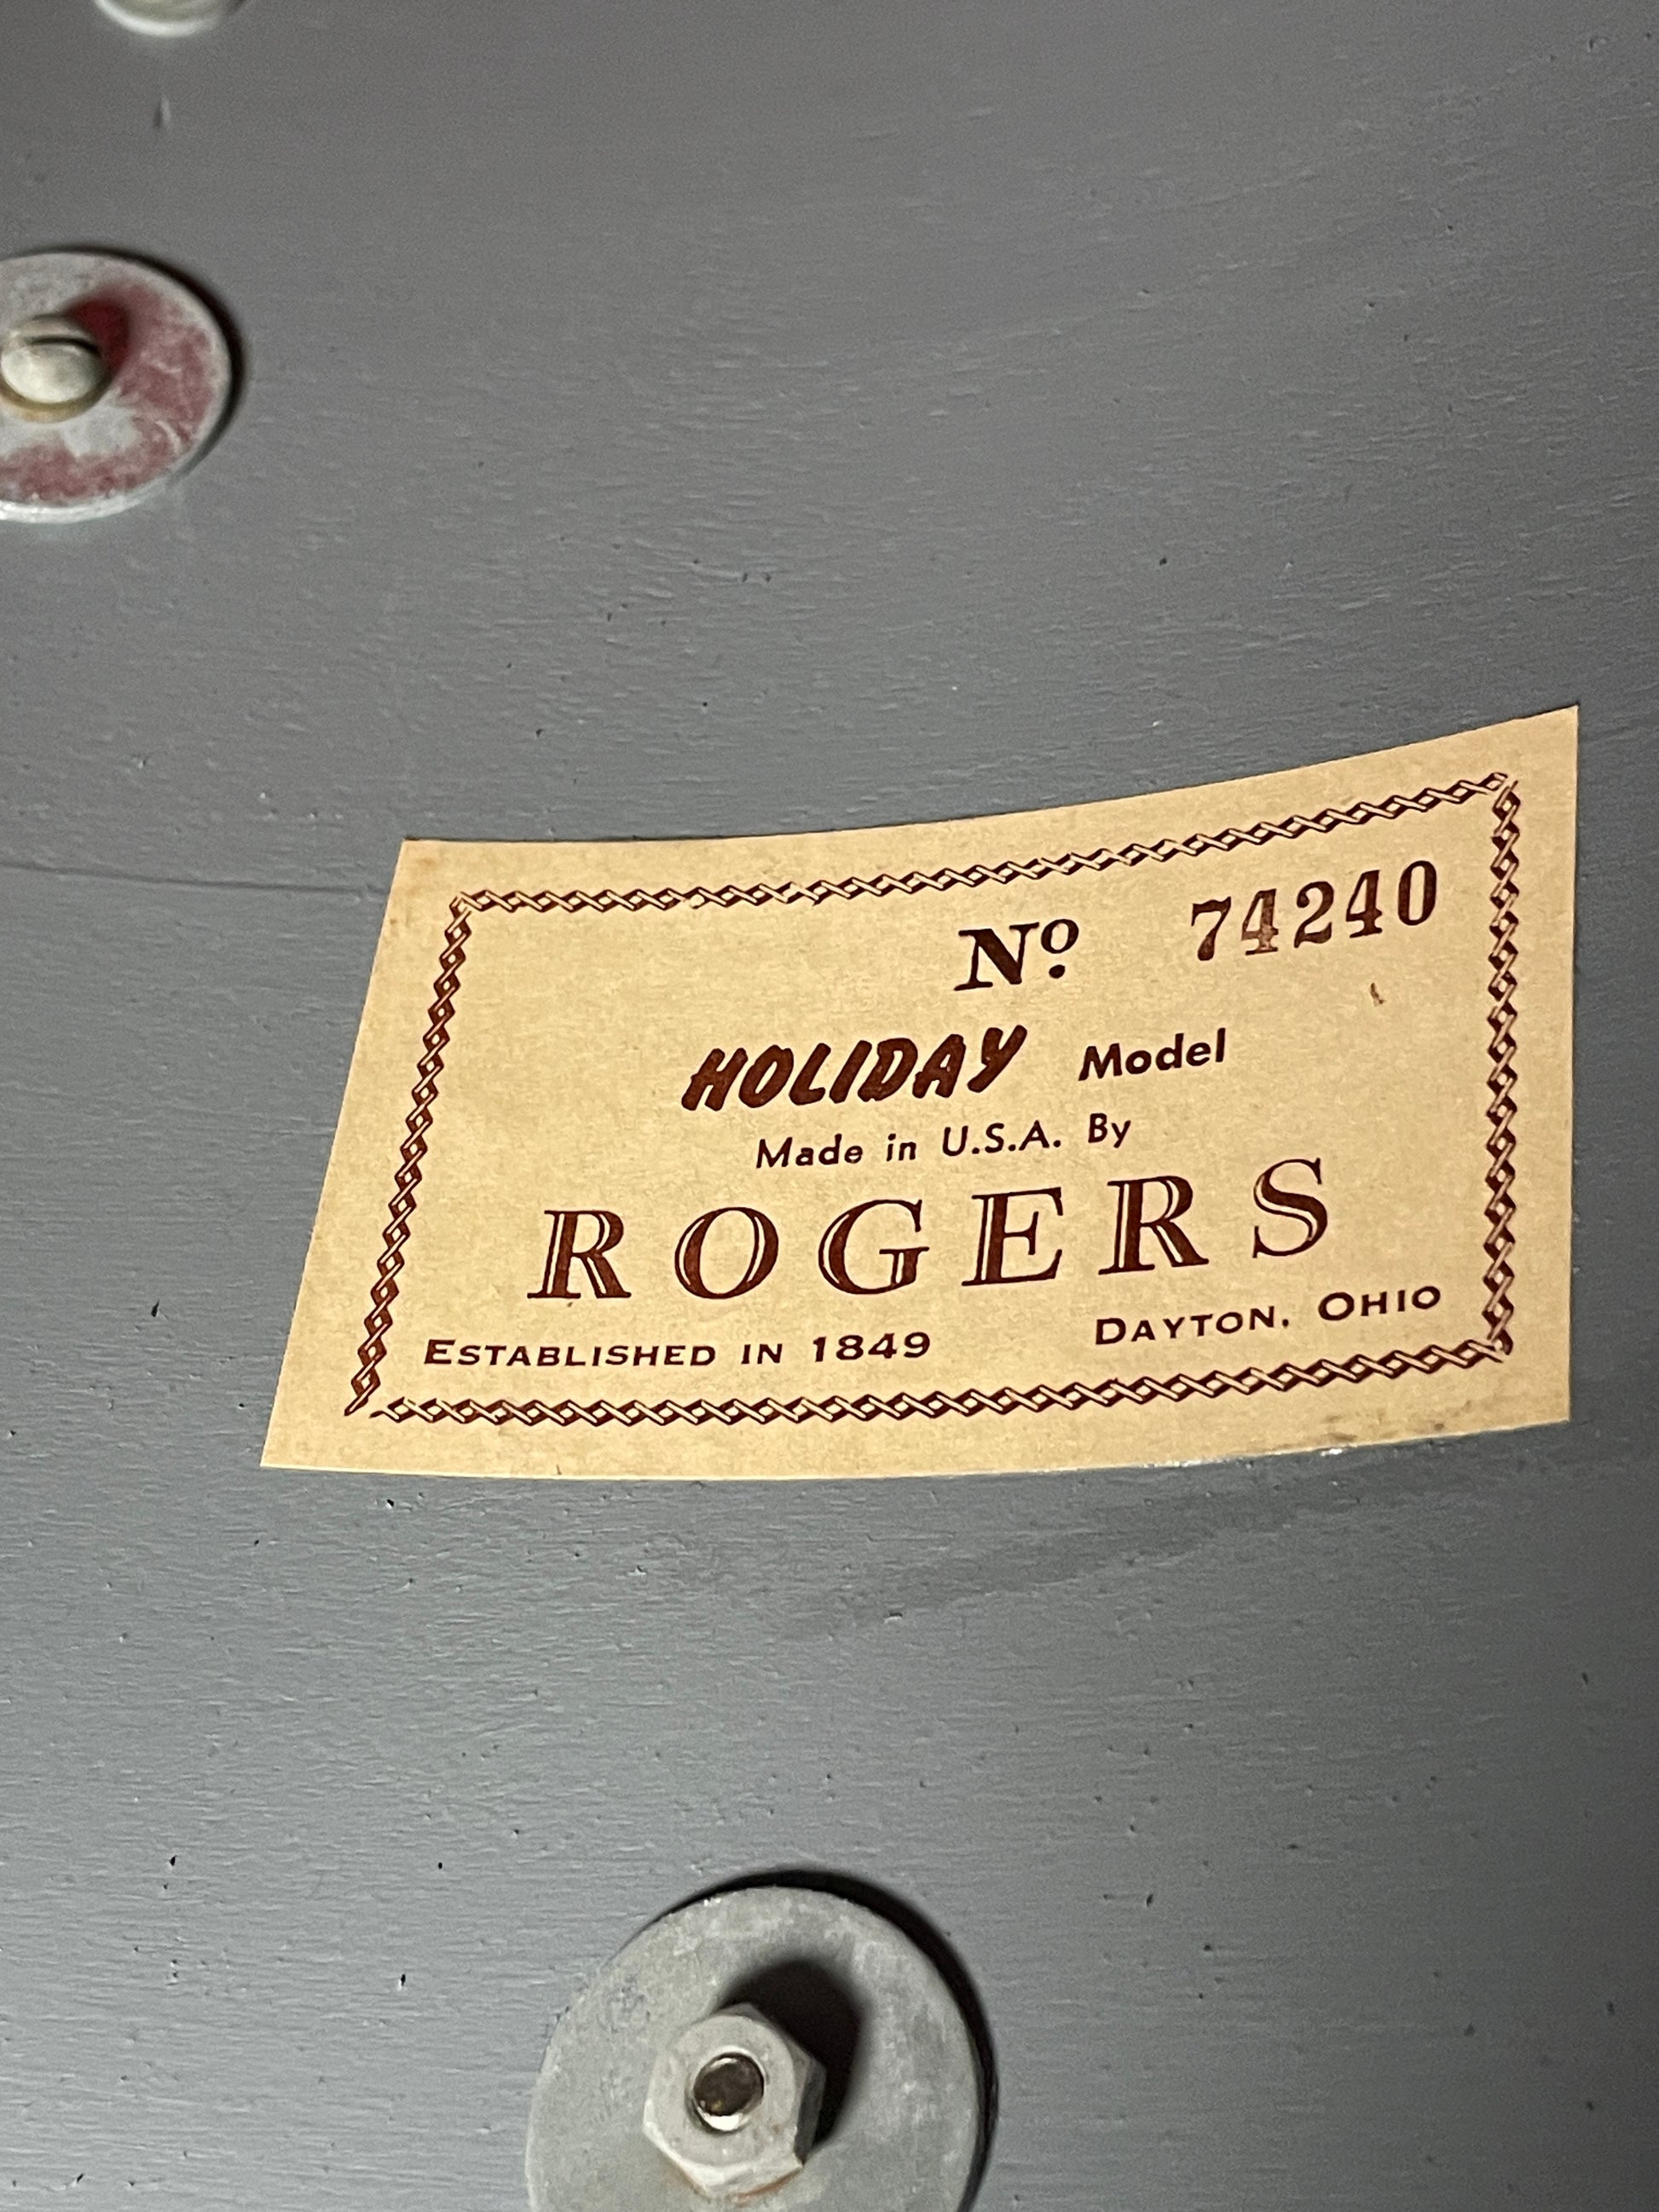 Nº. 74240
HOLIDAY Model
Made in U.S.A. By
ROGERS
ESTABLISHED IN 1849 DAYTON, OHIO